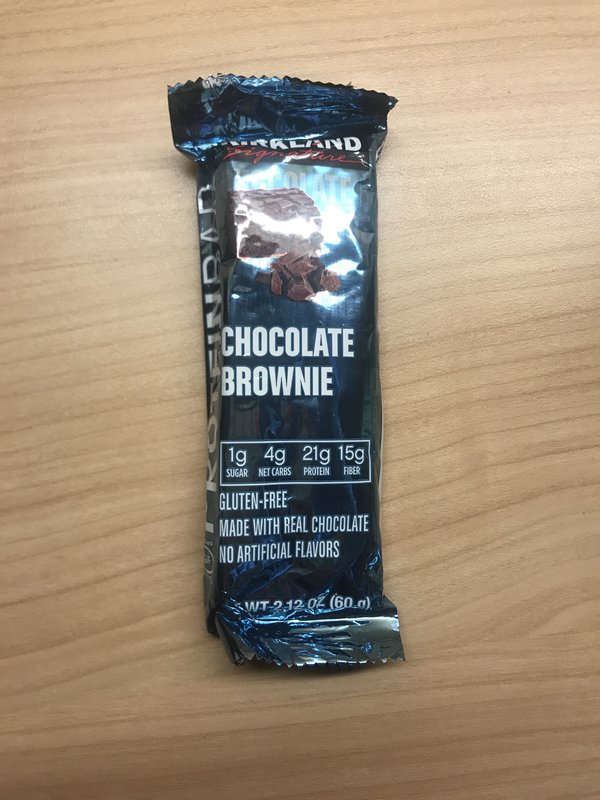 KIRKLAND
Signature
CHOCOLATE
PROTEIN BAR
CHOCOLATE
BROWNIE
1g 4g 21g 15g
SUGAR NET CARBS PROTEIN FIBER
GLUTEN-FREE
MADE WITH REAL CHOCOLATE
NO ARTIFICIAL FLAVORS
WT 2.12 OZ (60 g)